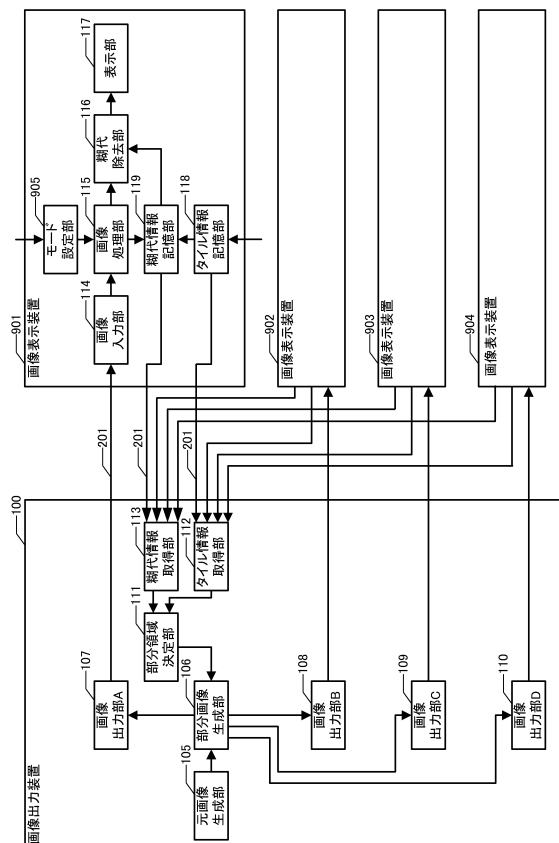 100
画像出力装置
105
元画像
生成部
106
部分画像
生成部
107
画像
出力部A
108
画像
出力部B
109
画像
出力部C
110
画像
出力部D
111
部分領域
決定部
112
タイル情報
取得部
113
糊代情報
取得部
201
201
201
901
画像表示装置
114
画像
入力部
905
モード
設定部
115
画像
処理部
119
糊代情報
記憶部
118
タイル情報
記憶部
116
糊代
除去部
117
表示部
902
画像表示装置
903
画像表示装置
904
画像表示装置